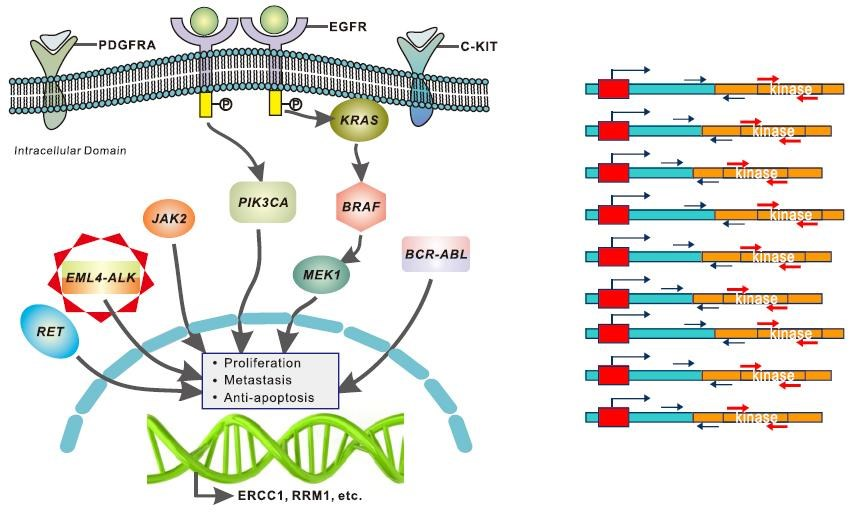 EGFR
PDGFRA
C-KIT
P
P
KRAS
Intracellular Domain
PIK3CA
BRAF
JAK2
BCR-ABL
EML4-ALK
MEK1
RET
• Proliferation
• Metastasis
• Anti-apoptosis
ERCC1, RRM1, etc.
kinase
kinase
kinase
kinase
kinase
kinase
kinase
kinase
kinase